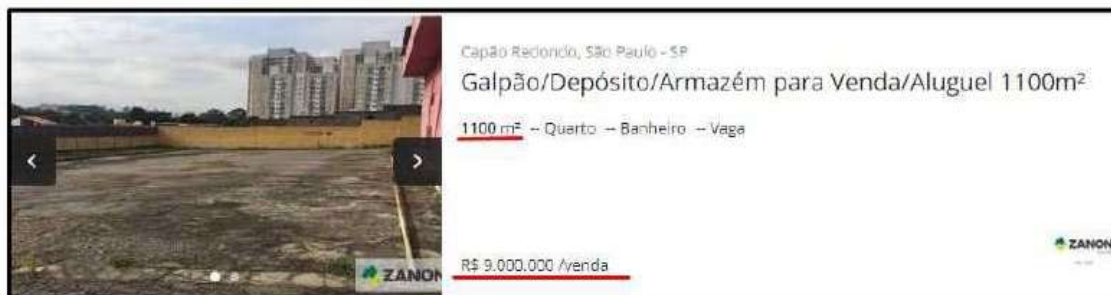 Capão Redondo, São Paulo - SP
Galpão/Depósito/Armazém para Venda/Aluguel 1100m²
1100 m² -- Quarto -- Banheiro -- Vaga
R$ 9.000.000 /venda
ZANON
ZANON